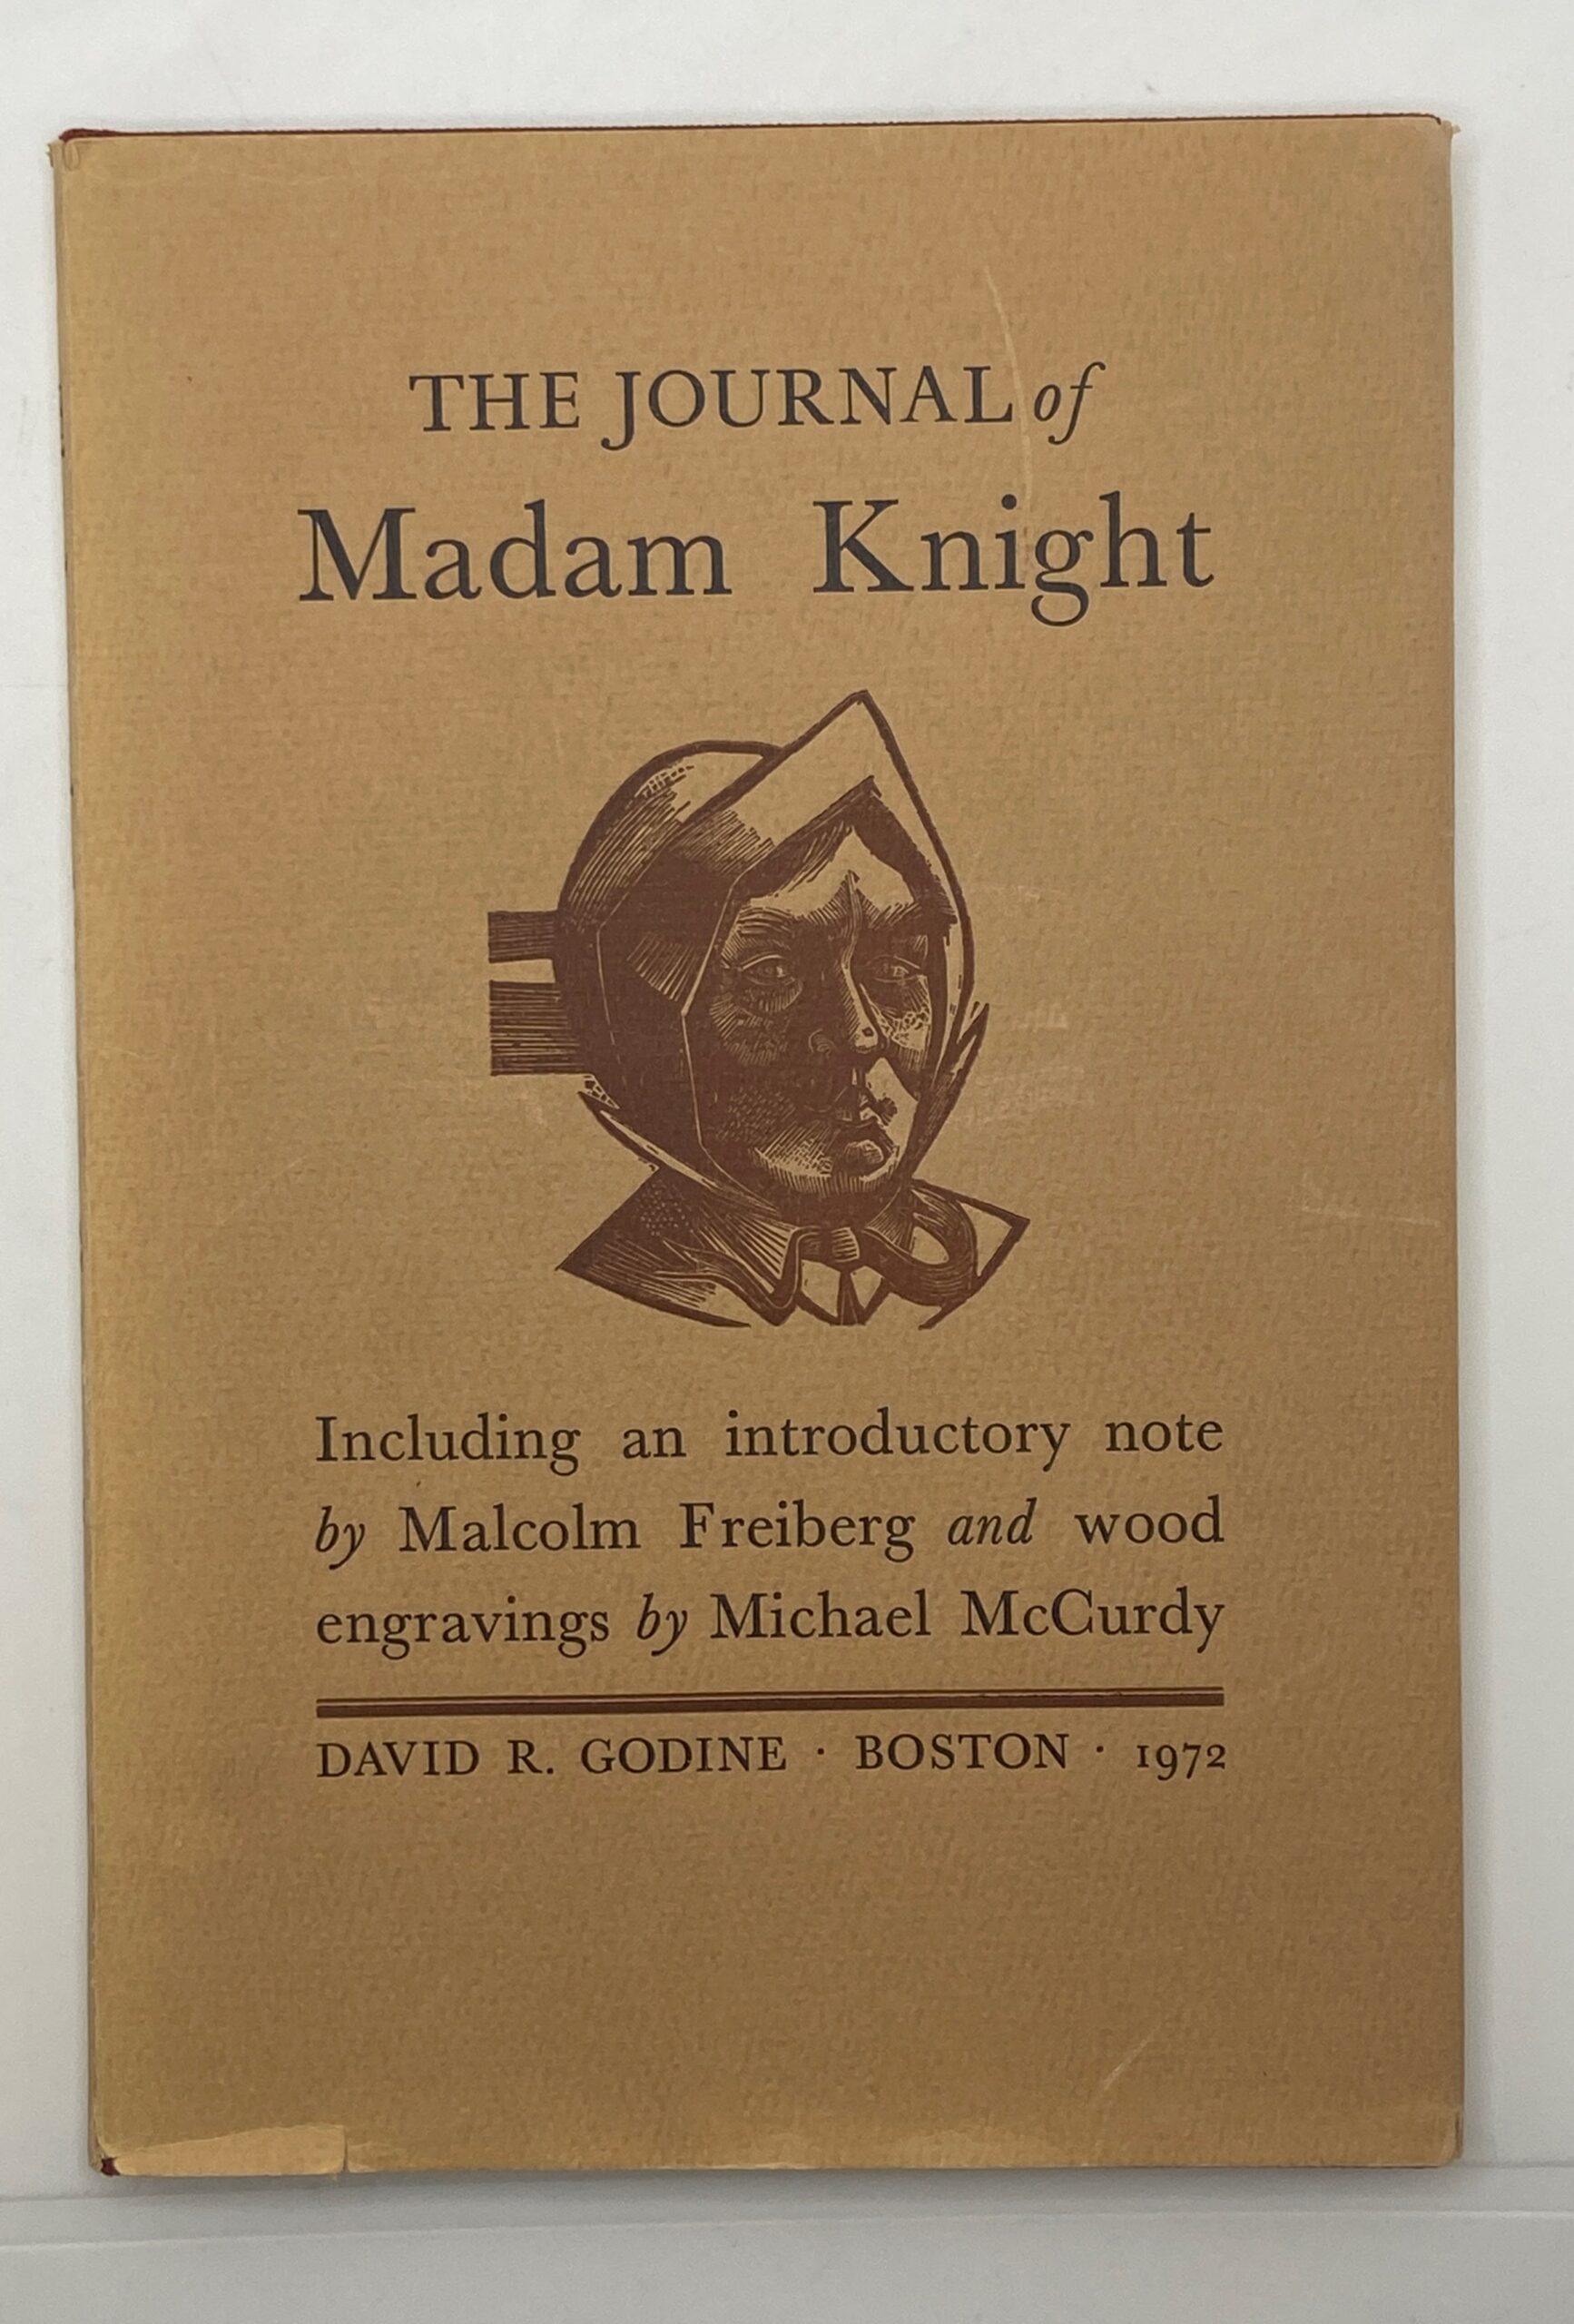 THE JOURNAL of
Madam Knight
Including an introductory note
by Malcolm Freiberg and wood
engravings by Michael McCurdy
DAVID R. GODINE · BOSTON · 1972